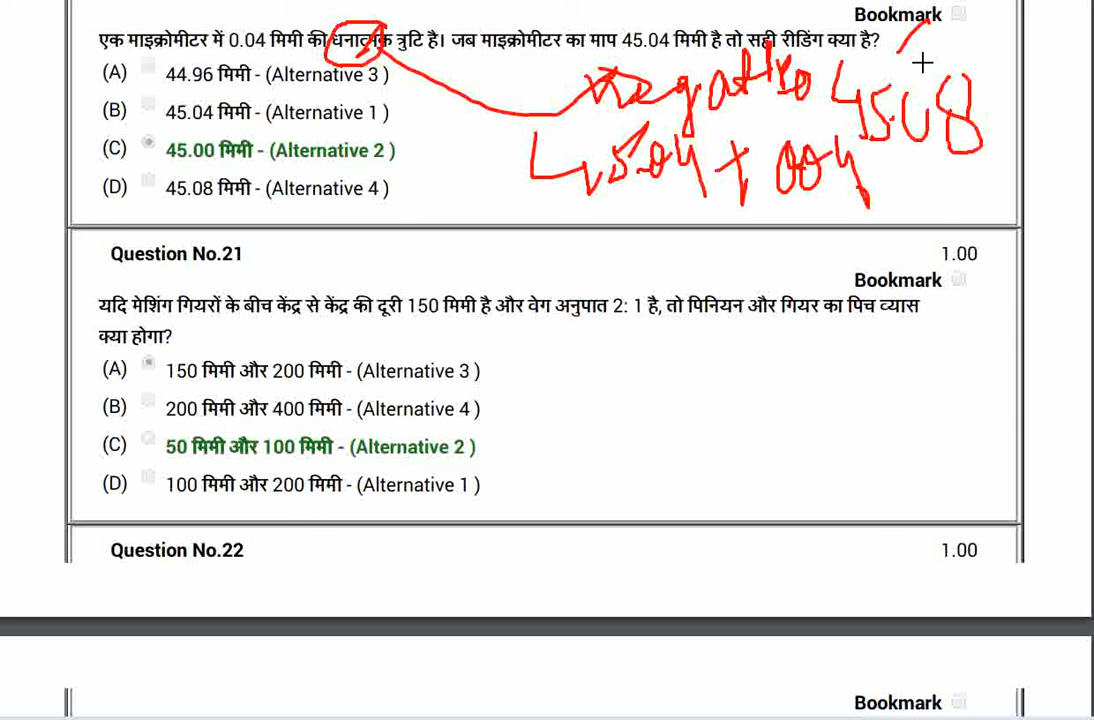 Bookmark
एक माइक्रोमीटर में 0.04 मिमी की धनात्मक त्रुटि है। जब माइक्रोमीटर का माप 45.04 मिमी है तो सही रीडिंग क्या है?
(A) 44.96 मिमी - (Alternative 3 )
(B) 45.04 मिमी - (Alternative 1 )
(C) 45.00 मिमी - (Alternative 2 )
(D) 45.08 मिमी - (Alternative 4 )
45.08
45.04 +
Question No.21 1.00
Bookmark
यदि मेशिंग गियरों के बीच केंद्र से केंद्र की दूरी 150 मिमी है और वेग अनुपात 2: 1 है, तो पिनियन और गियर का पिच व्यास
क्या होगा?
(A) 150 मिमी और 200 मिमी - (Alternative 3 )
(B) 200 मिमी और 400 मिमी - (Alternative 4 )
(C) 50 मिमी और 100 मिमी - (Alternative 2 )
(D) 100 मिमी और 200 मिमी - (Alternative 1 )
Question No.22 1.00
Bookmark